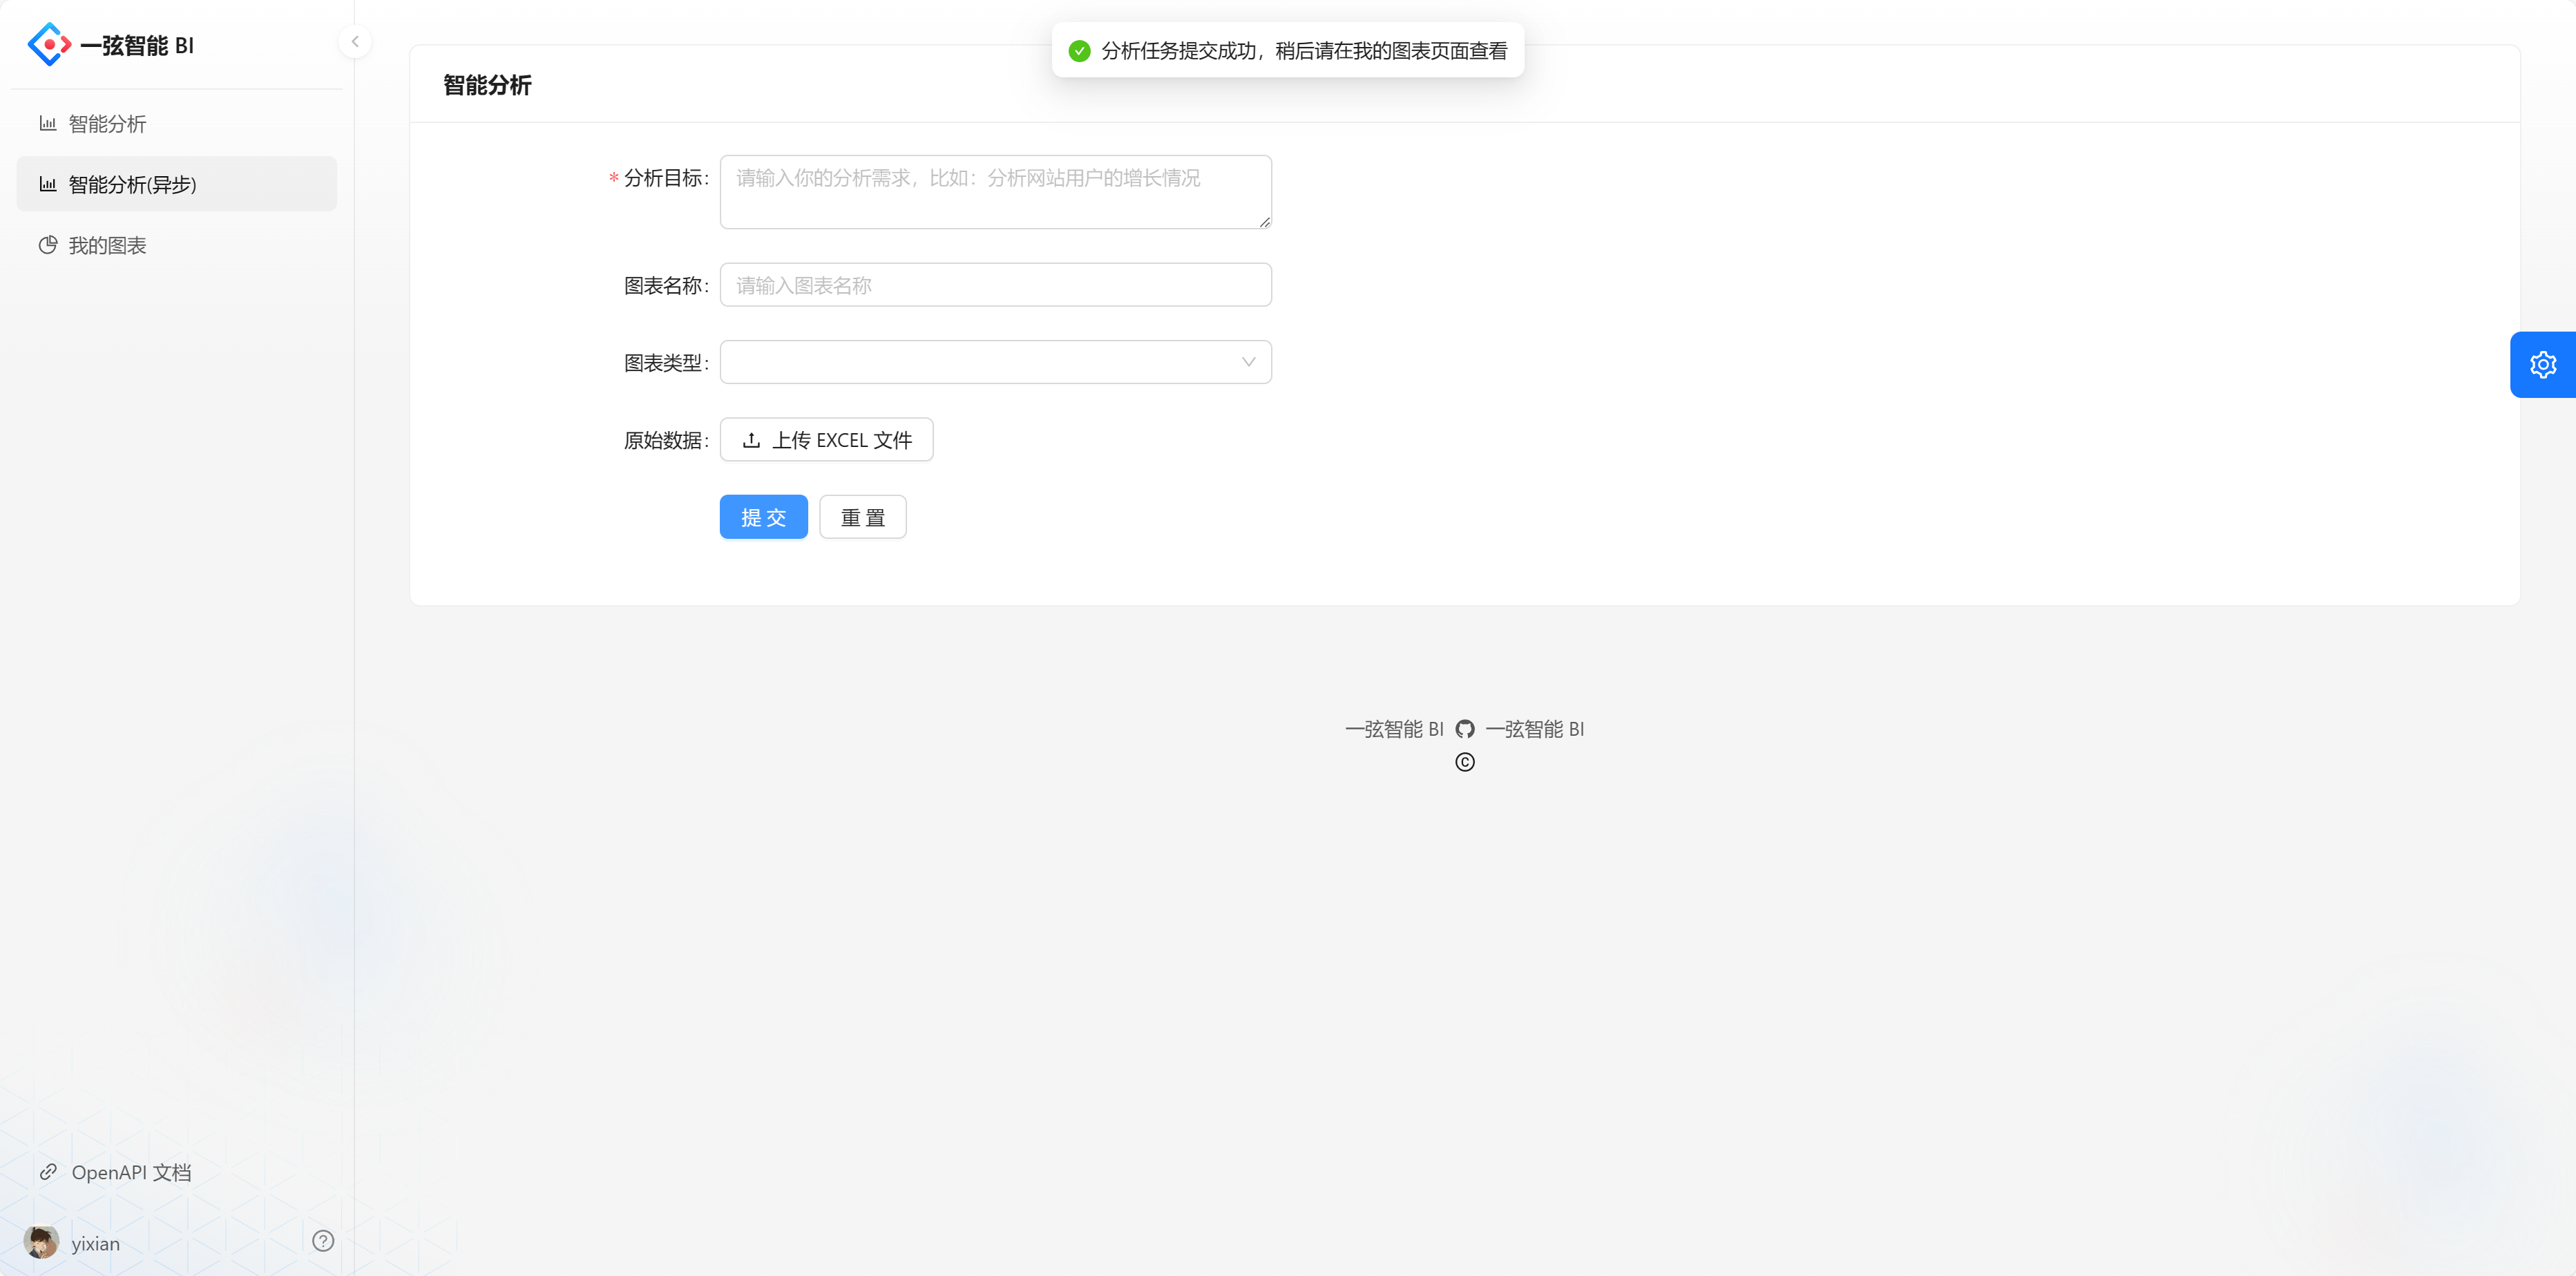 一弦智能 BI
智能分析
智能分析(异步)
我的图表
OpenAPI 文档
yixian
分析任务提交成功，稍后请在我的图表页面查看
智能分析
* 分析目标：
请输入你的分析需求，比如：分析网站用户的增长情况
图表名称：
请输入图表名称
图表类型：
原始数据：
上传 EXCEL 文件
提 交
重 置
一弦智能 BI 一弦智能 BI
©